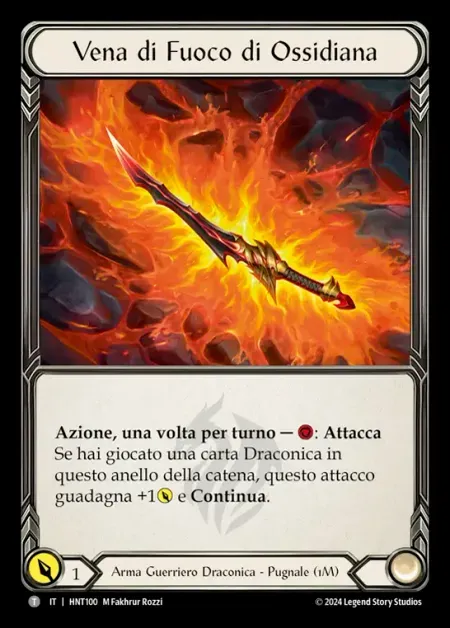 Vena di Fuoco di Ossidiana
Azione, una volta per turno — : Attacca
Se hai giocato una carta Draconica in
questo anello della catena, questo attacco
guadagna +1 e Continua.
1
Arma Guerriero Draconica - Pugnale (1M)
T | IT | HNT100 M Fakhrur Rozzi
© 2024 Legend Story Studios